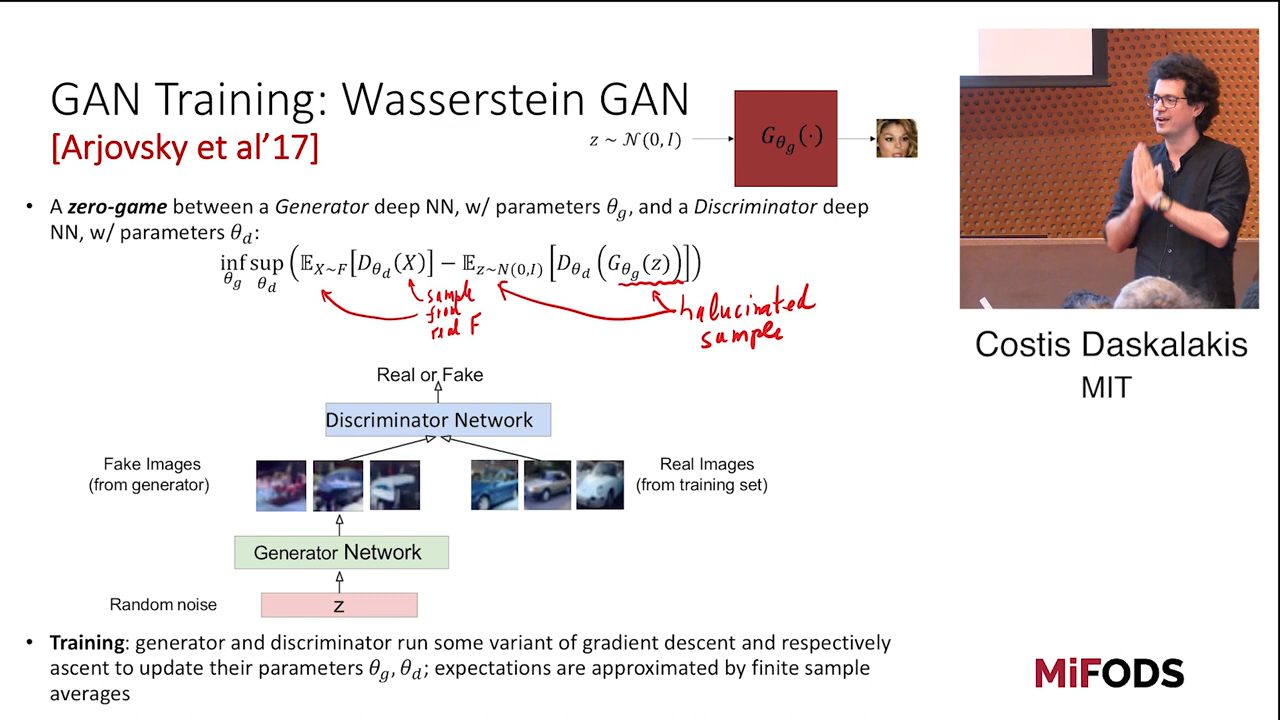 GAN Training: Wasserstein GAN
[Arjovsky et al’17]
z ~ 𝒩(0, I)
G_{θ_g}(·)
• A zero-game between a Generator deep NN, w/ parameters θ_g, and a Discriminator deep
NN, w/ parameters θ_d:
inf_{θ_g} sup_{θ_d} (𝔼_{X~F}[D_{θ_d}(X)] − 𝔼_{z~N(0,I)}[D_{θ_d}(G_{θ_g}(z))])
sample
from
real F
halucinated
sample
Real or Fake
Discriminator Network
Fake Images
(from generator)
Real Images
(from training set)
Generator Network
Random noise
z
• Training: generator and discriminator run some variant of gradient descent and respectively
ascent to update their parameters θ_g, θ_d; expectations are approximated by finite sample
averages
Costis Daskalakis
MIT
MiFODS